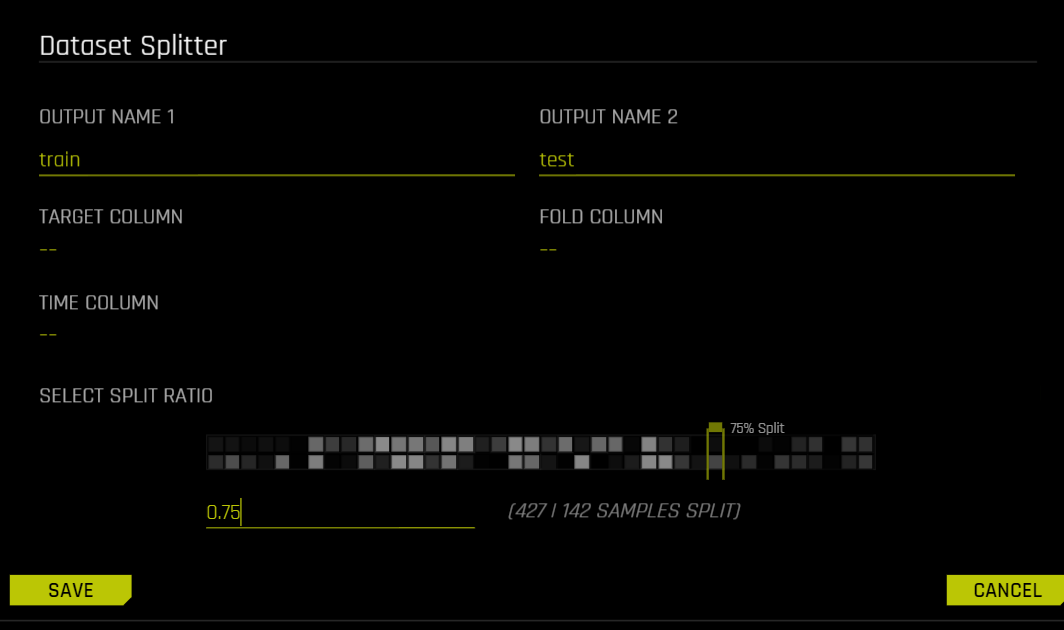 Dataset Splitter
OUTPUT NAME 1
OUTPUT NAME 2
train
test
TARGET COLUMN
FOLD COLUMN
--
--
TIME COLUMN
--
SELECT SPLIT RATIO
75% Split
0.75
(427 | 142 SAMPLES SPLIT)
SAVE
CANCEL